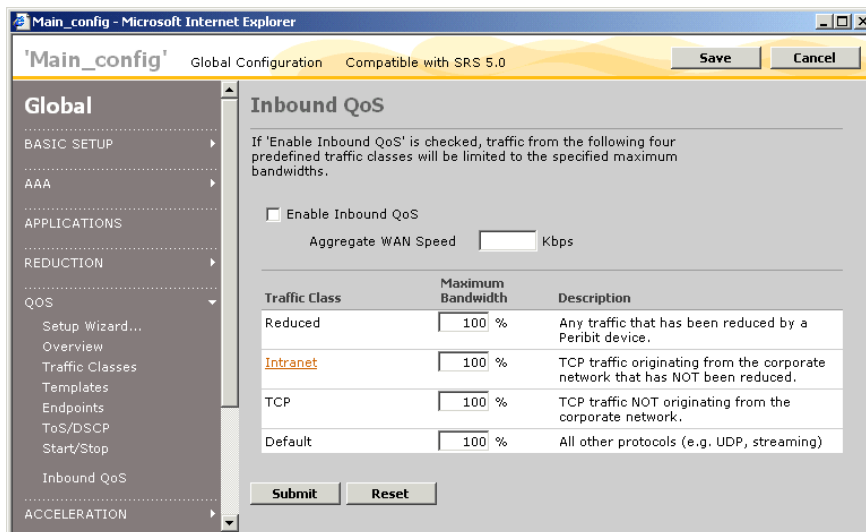 Main_config - Microsoft Internet Explorer
'Main_config' Global Configuration Compatible with SRS 5.0 Save Cancel
Global
BASIC SETUP
AAA
APPLICATIONS
REDUCTION
QOS
Setup Wizard...
Overview
Traffic Classes
Templates
Endpoints
ToS/DSCP
Start/Stop
Inbound QoS
ACCELERATION
Inbound QoS
If 'Enable Inbound QoS' is checked, traffic from the following four
predefined traffic classes will be limited to the specified maximum
bandwidths.
Enable Inbound QoS
Aggregate WAN Speed Kbps
Traffic Class Maximum Bandwidth Description
Reduced 100 % Any traffic that has been reduced by a
Peribit device.
Intranet 100 % TCP traffic originating from the corporate
network that has NOT been reduced.
TCP 100 % TCP traffic NOT originating from the
corporate network.
Default 100 % All other protocols (e.g. UDP, streaming)
Submit Reset